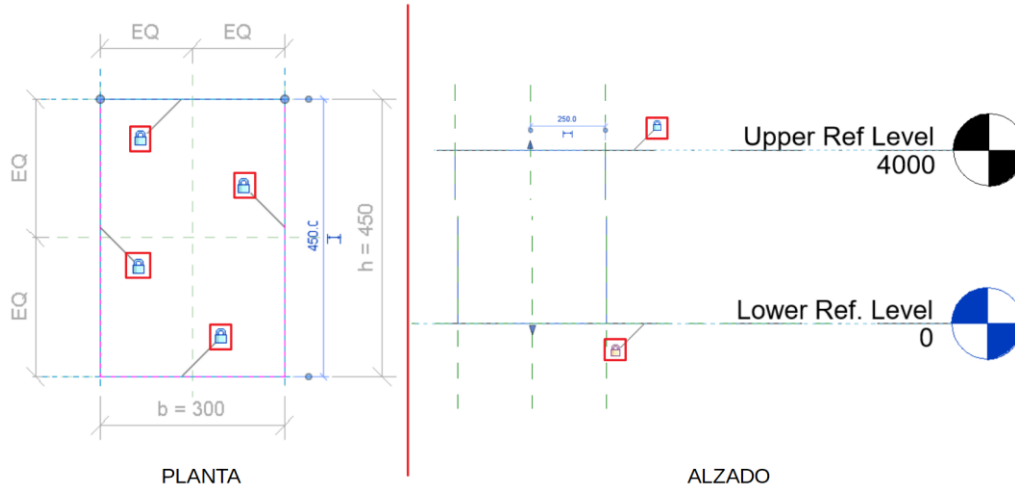 EQ EQ
EQ
EQ
450.0
h = 450
b = 300
PLANTA
250.0
Upper Ref Level
4000
Lower Ref. Level
0
ALZADO